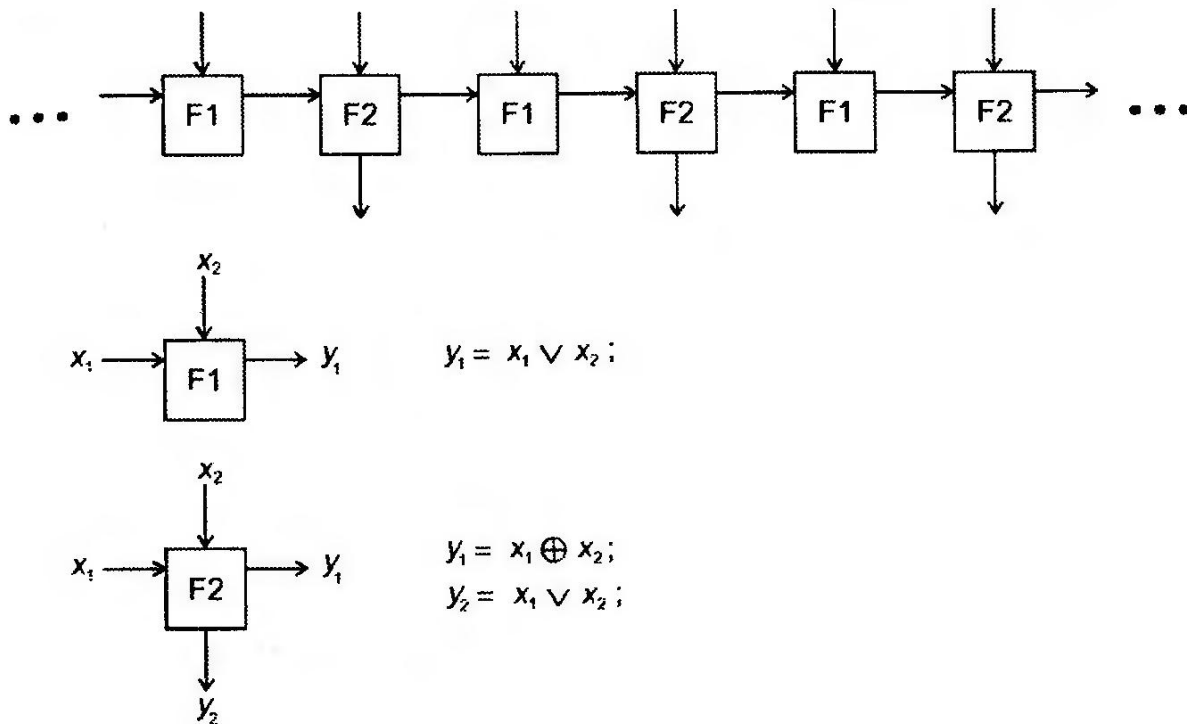 ... F1 F2 F1 F2 F1 F2 ...
x₂
x₁ F1 y₁ y₁ = x₁ ∨ x₂ ;
x₂
x₁ F2 y₁ y₁ = x₁ ⊕ x₂ ;
y₂ = x₁ ∨ x₂ ;
y₂